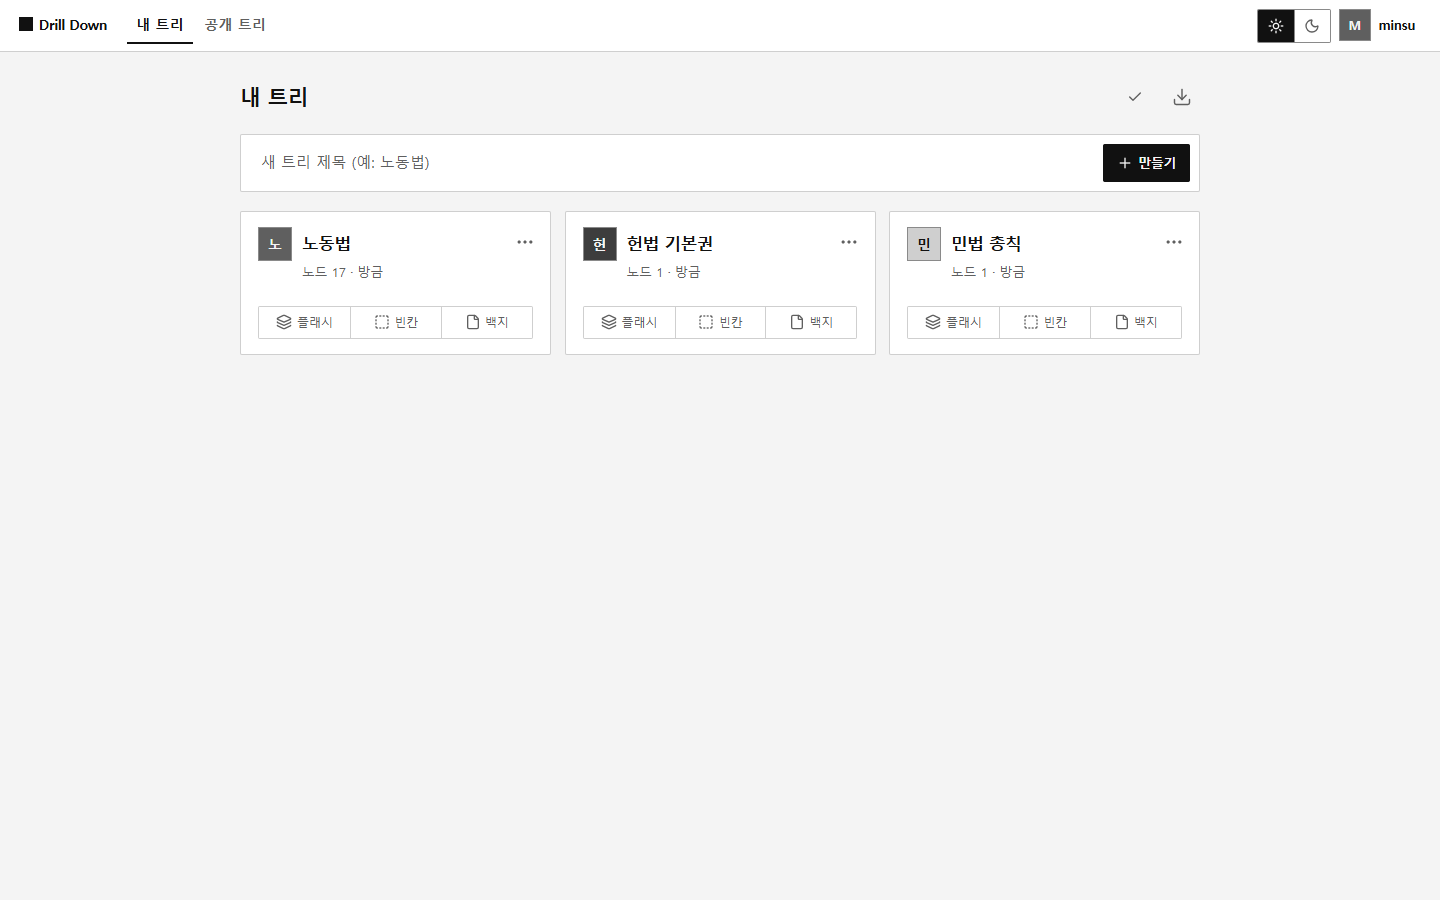 Drill Down 내 트리 공개 트리 M minsu
내 트리
새 트리 제목 (예: 노동법) 만들기
노 노동법
노드 17 · 방금
플래시 빈칸 백지
헌 헌법 기본권
노드 1 · 방금
플래시 빈칸 백지
민 민법 총칙
노드 1 · 방금
플래시 빈칸 백지